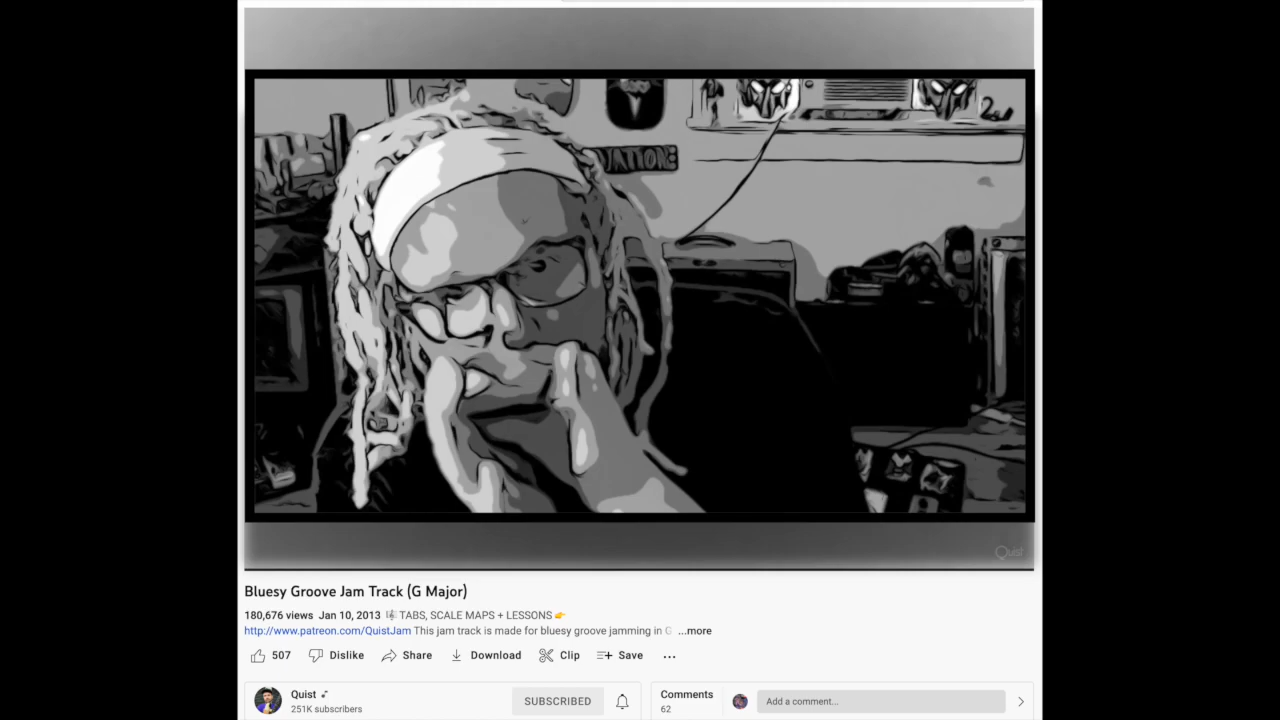 VATION
Quist
Bluesy Groove Jam Track (G Major)
180,676 views Jan 10, 2013 🎼 TABS, SCALE MAPS + LESSONS 👉
http://www.patreon.com/QuistJam This jam track is made for bluesy groove jamming in G ...more
507 Dislike Share Download Clip Save ...
Quist 🎵 SUBSCRIBED Comments
251K subscribers 62 Add a comment...